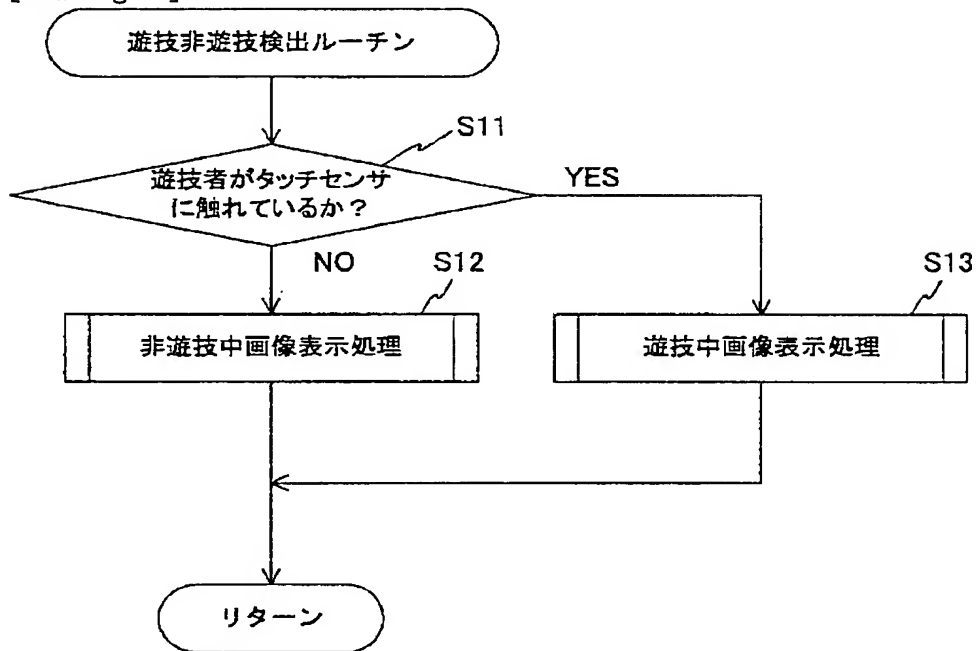 遊技非遊技検出ルーチン
S11
遊技者がタッチセンサ
に触れているか？
YES
NO
S12
S13
非遊技中画像表示処理
遊技中画像表示処理
リターン